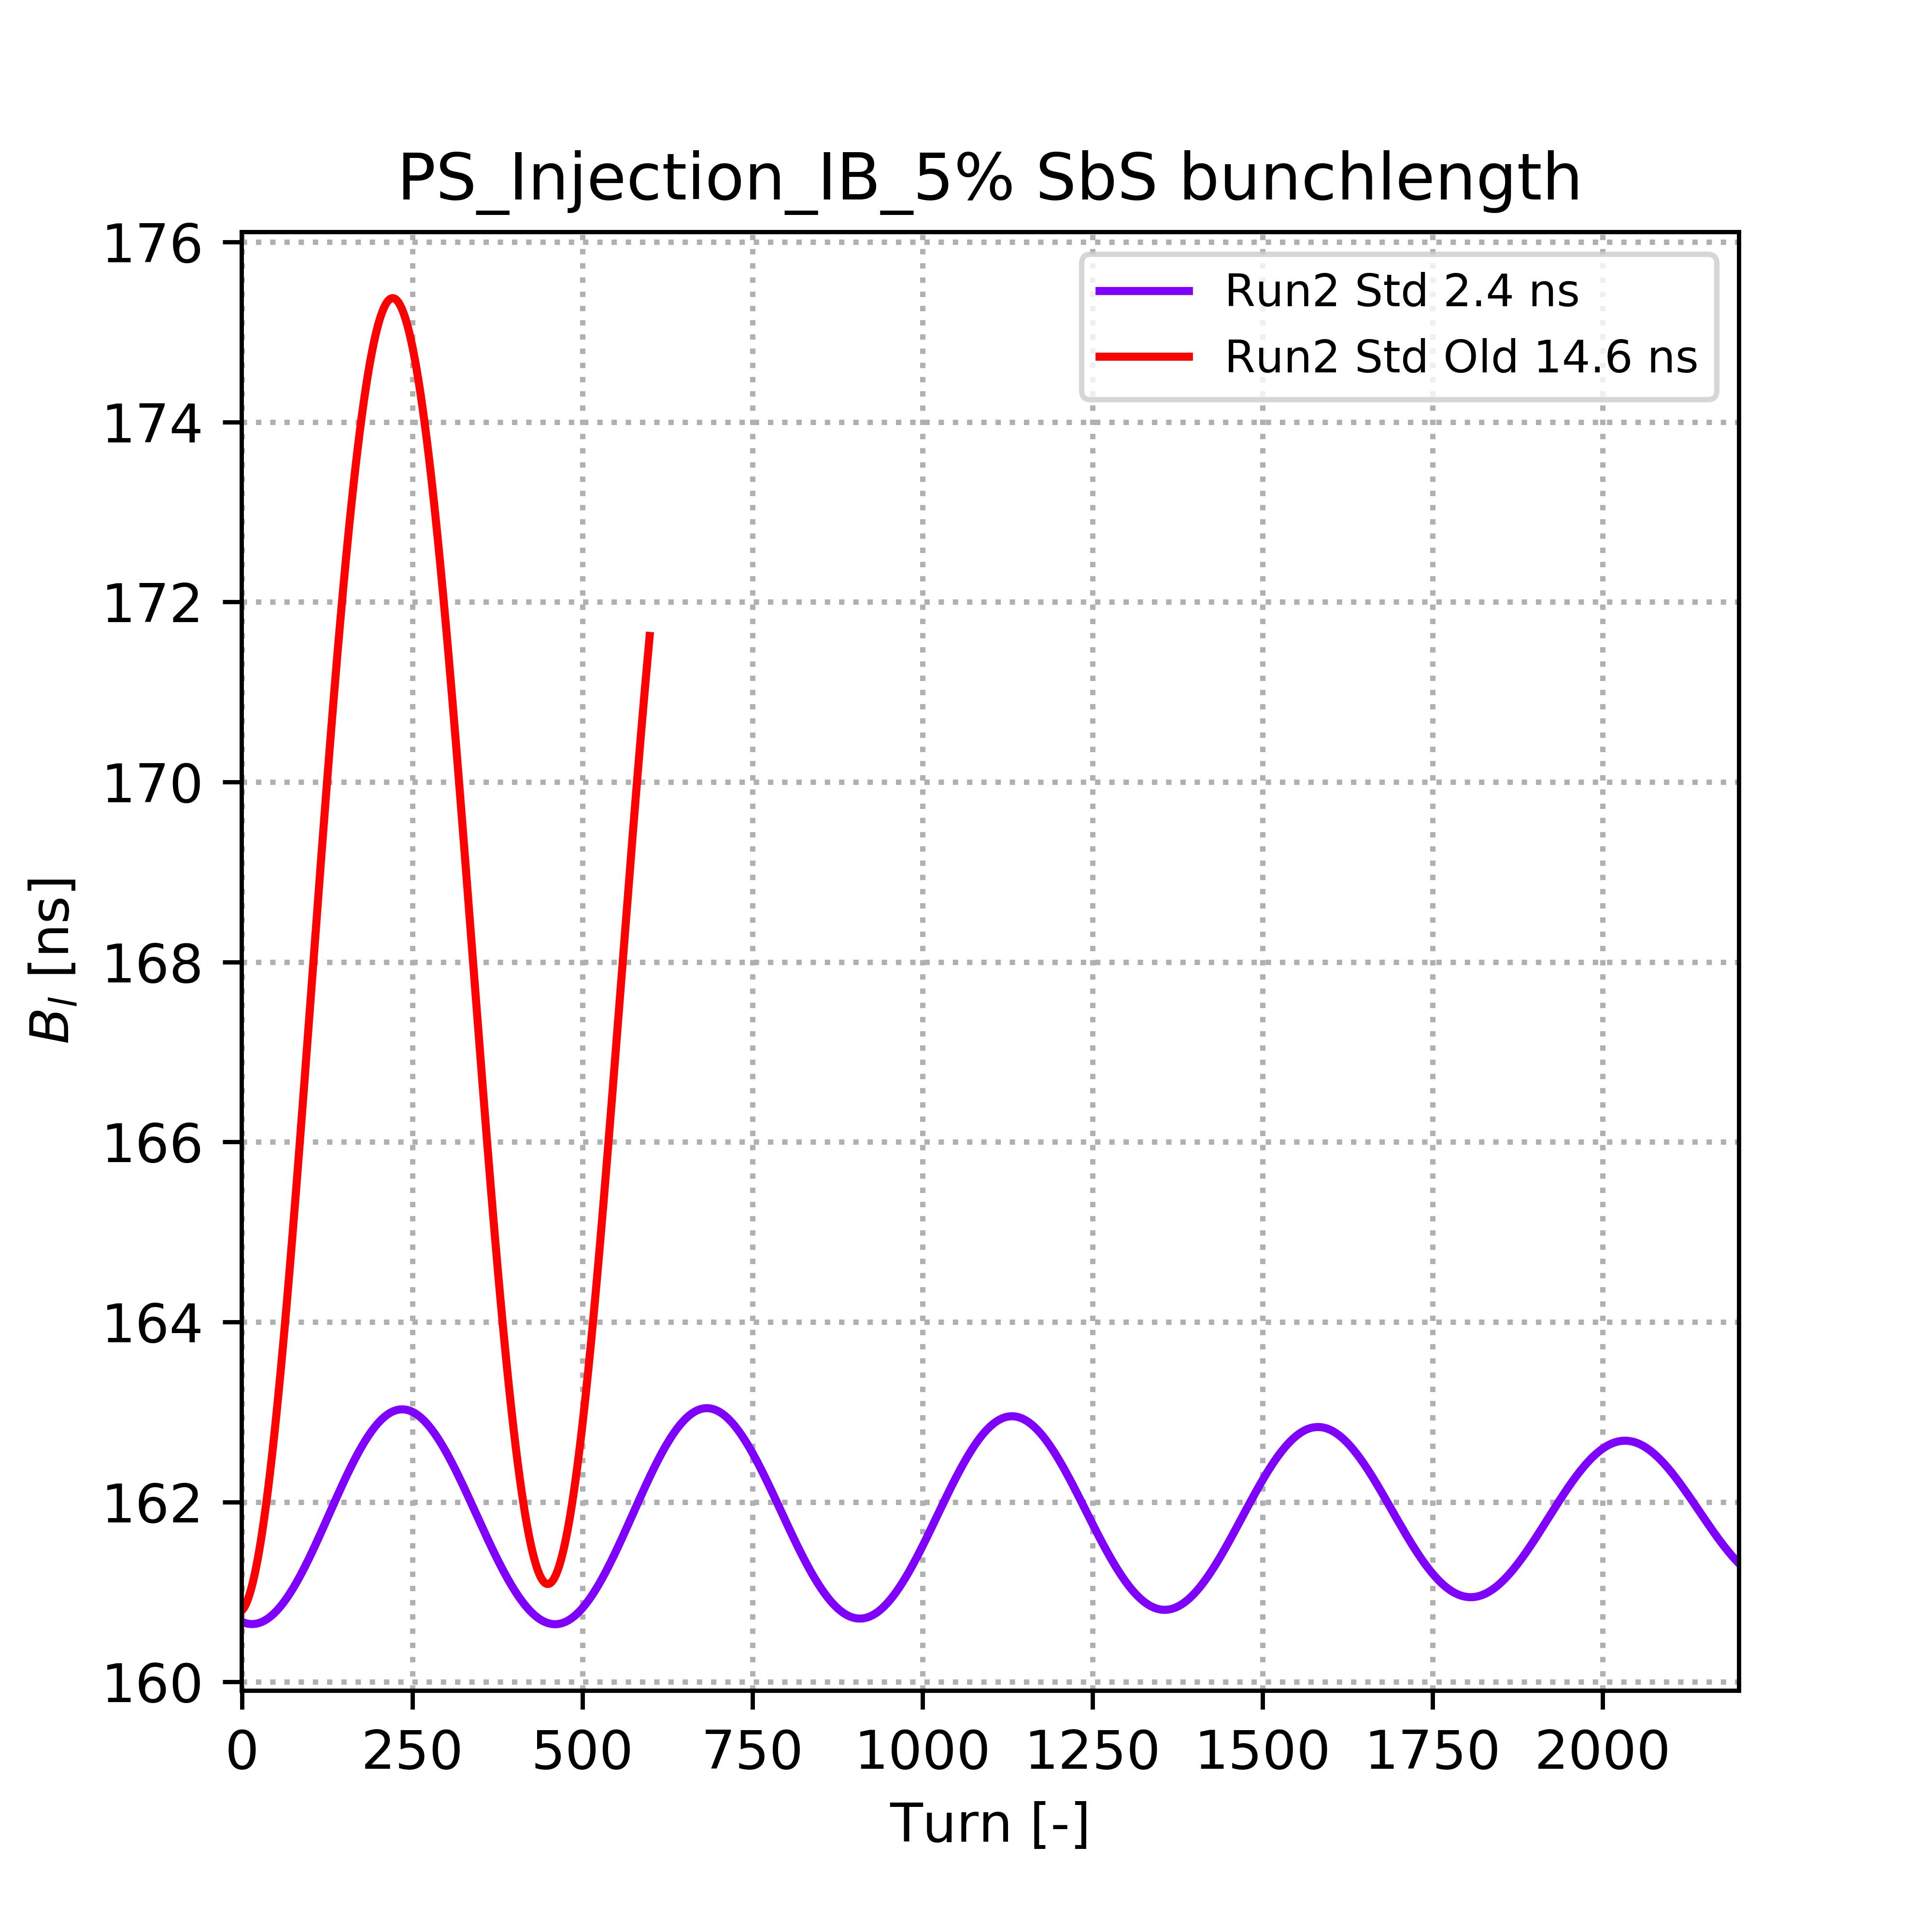 PS_Injection_IB_5% SbS bunchlength
Run2 Std 2.4 ns
Run2 Std Old 14.6 ns
176
174
172
170
168
166
164
162
160
B_l [ns]
0 250 500 750 1000 1250 1500 1750 2000
Turn [-]